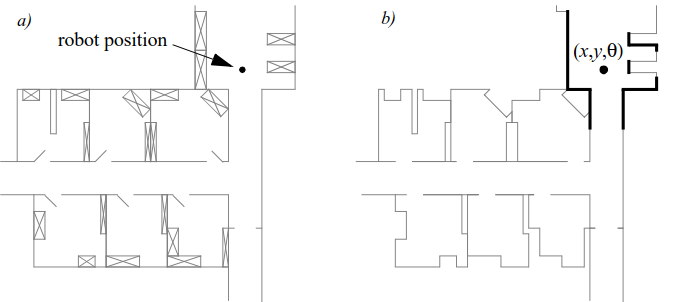 a)
robot position
b)
(x,y,θ)